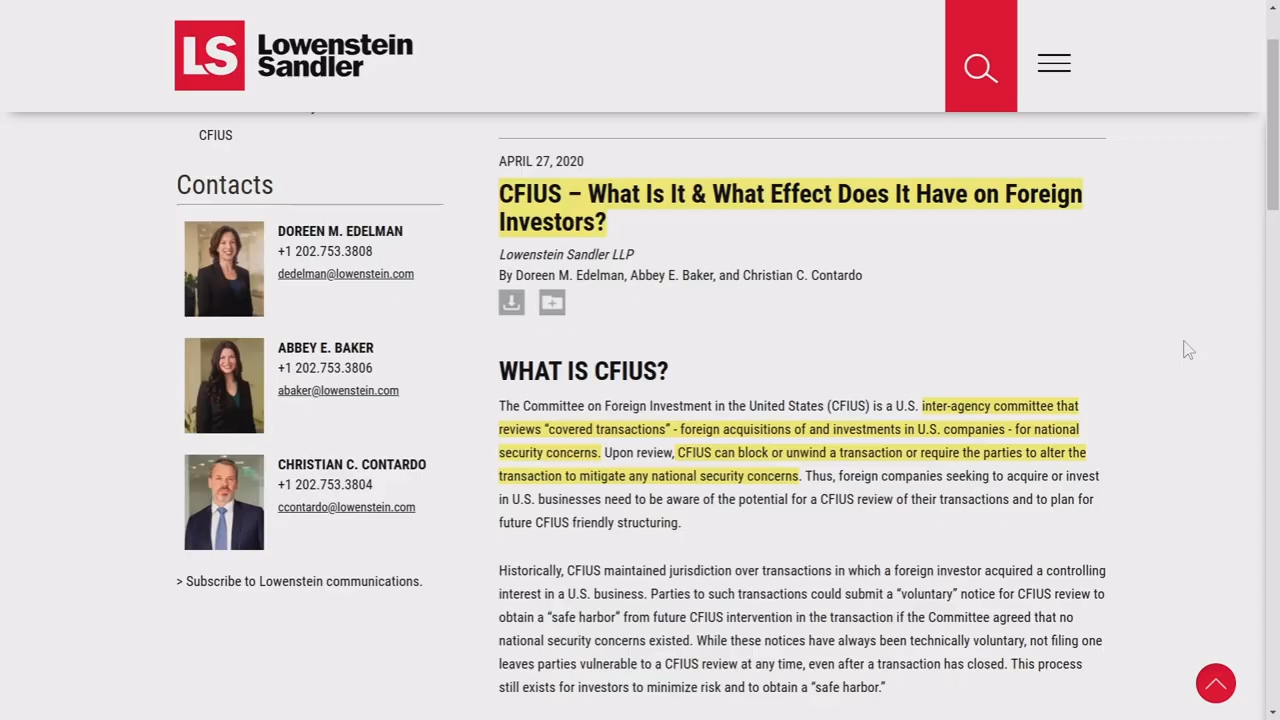 LS Lowenstein
Sandler
CFIUS
Contacts
DOREEN M. EDELMAN
+1 202.753.3808
dedelman@lowenstein.com
ABBEY E. BAKER
+1 202.753.3806
abaker@lowenstein.com
CHRISTIAN C. CONTARDO
+1 202.753.3804
ccontardo@lowenstein.com
> Subscribe to Lowenstein communications.
APRIL 27, 2020
CFIUS – What Is It & What Effect Does It Have on Foreign
Investors?
Lowenstein Sandler LLP
By Doreen M. Edelman, Abbey E. Baker, and Christian C. Contardo
WHAT IS CFIUS?
The Committee on Foreign Investment in the United States (CFIUS) is a U.S. inter-agency committee that
reviews “covered transactions” - foreign acquisitions of and investments in U.S. companies - for national
security concerns. Upon review, CFIUS can block or unwind a transaction or require the parties to alter the
transaction to mitigate any national security concerns. Thus, foreign companies seeking to acquire or invest
in U.S. businesses need to be aware of the potential for a CFIUS review of their transactions and to plan for
future CFIUS friendly structuring.
Historically, CFIUS maintained jurisdiction over transactions in which a foreign investor acquired a controlling
interest in a U.S. business. Parties to such transactions could submit a “voluntary” notice for CFIUS review to
obtain a “safe harbor” from future CFIUS intervention in the transaction if the Committee agreed that no
national security concerns existed. While these notices have always been technically voluntary, not filing one
leaves parties vulnerable to a CFIUS review at any time, even after a transaction has closed. This process
still exists for investors to minimize risk and to obtain a “safe harbor.”